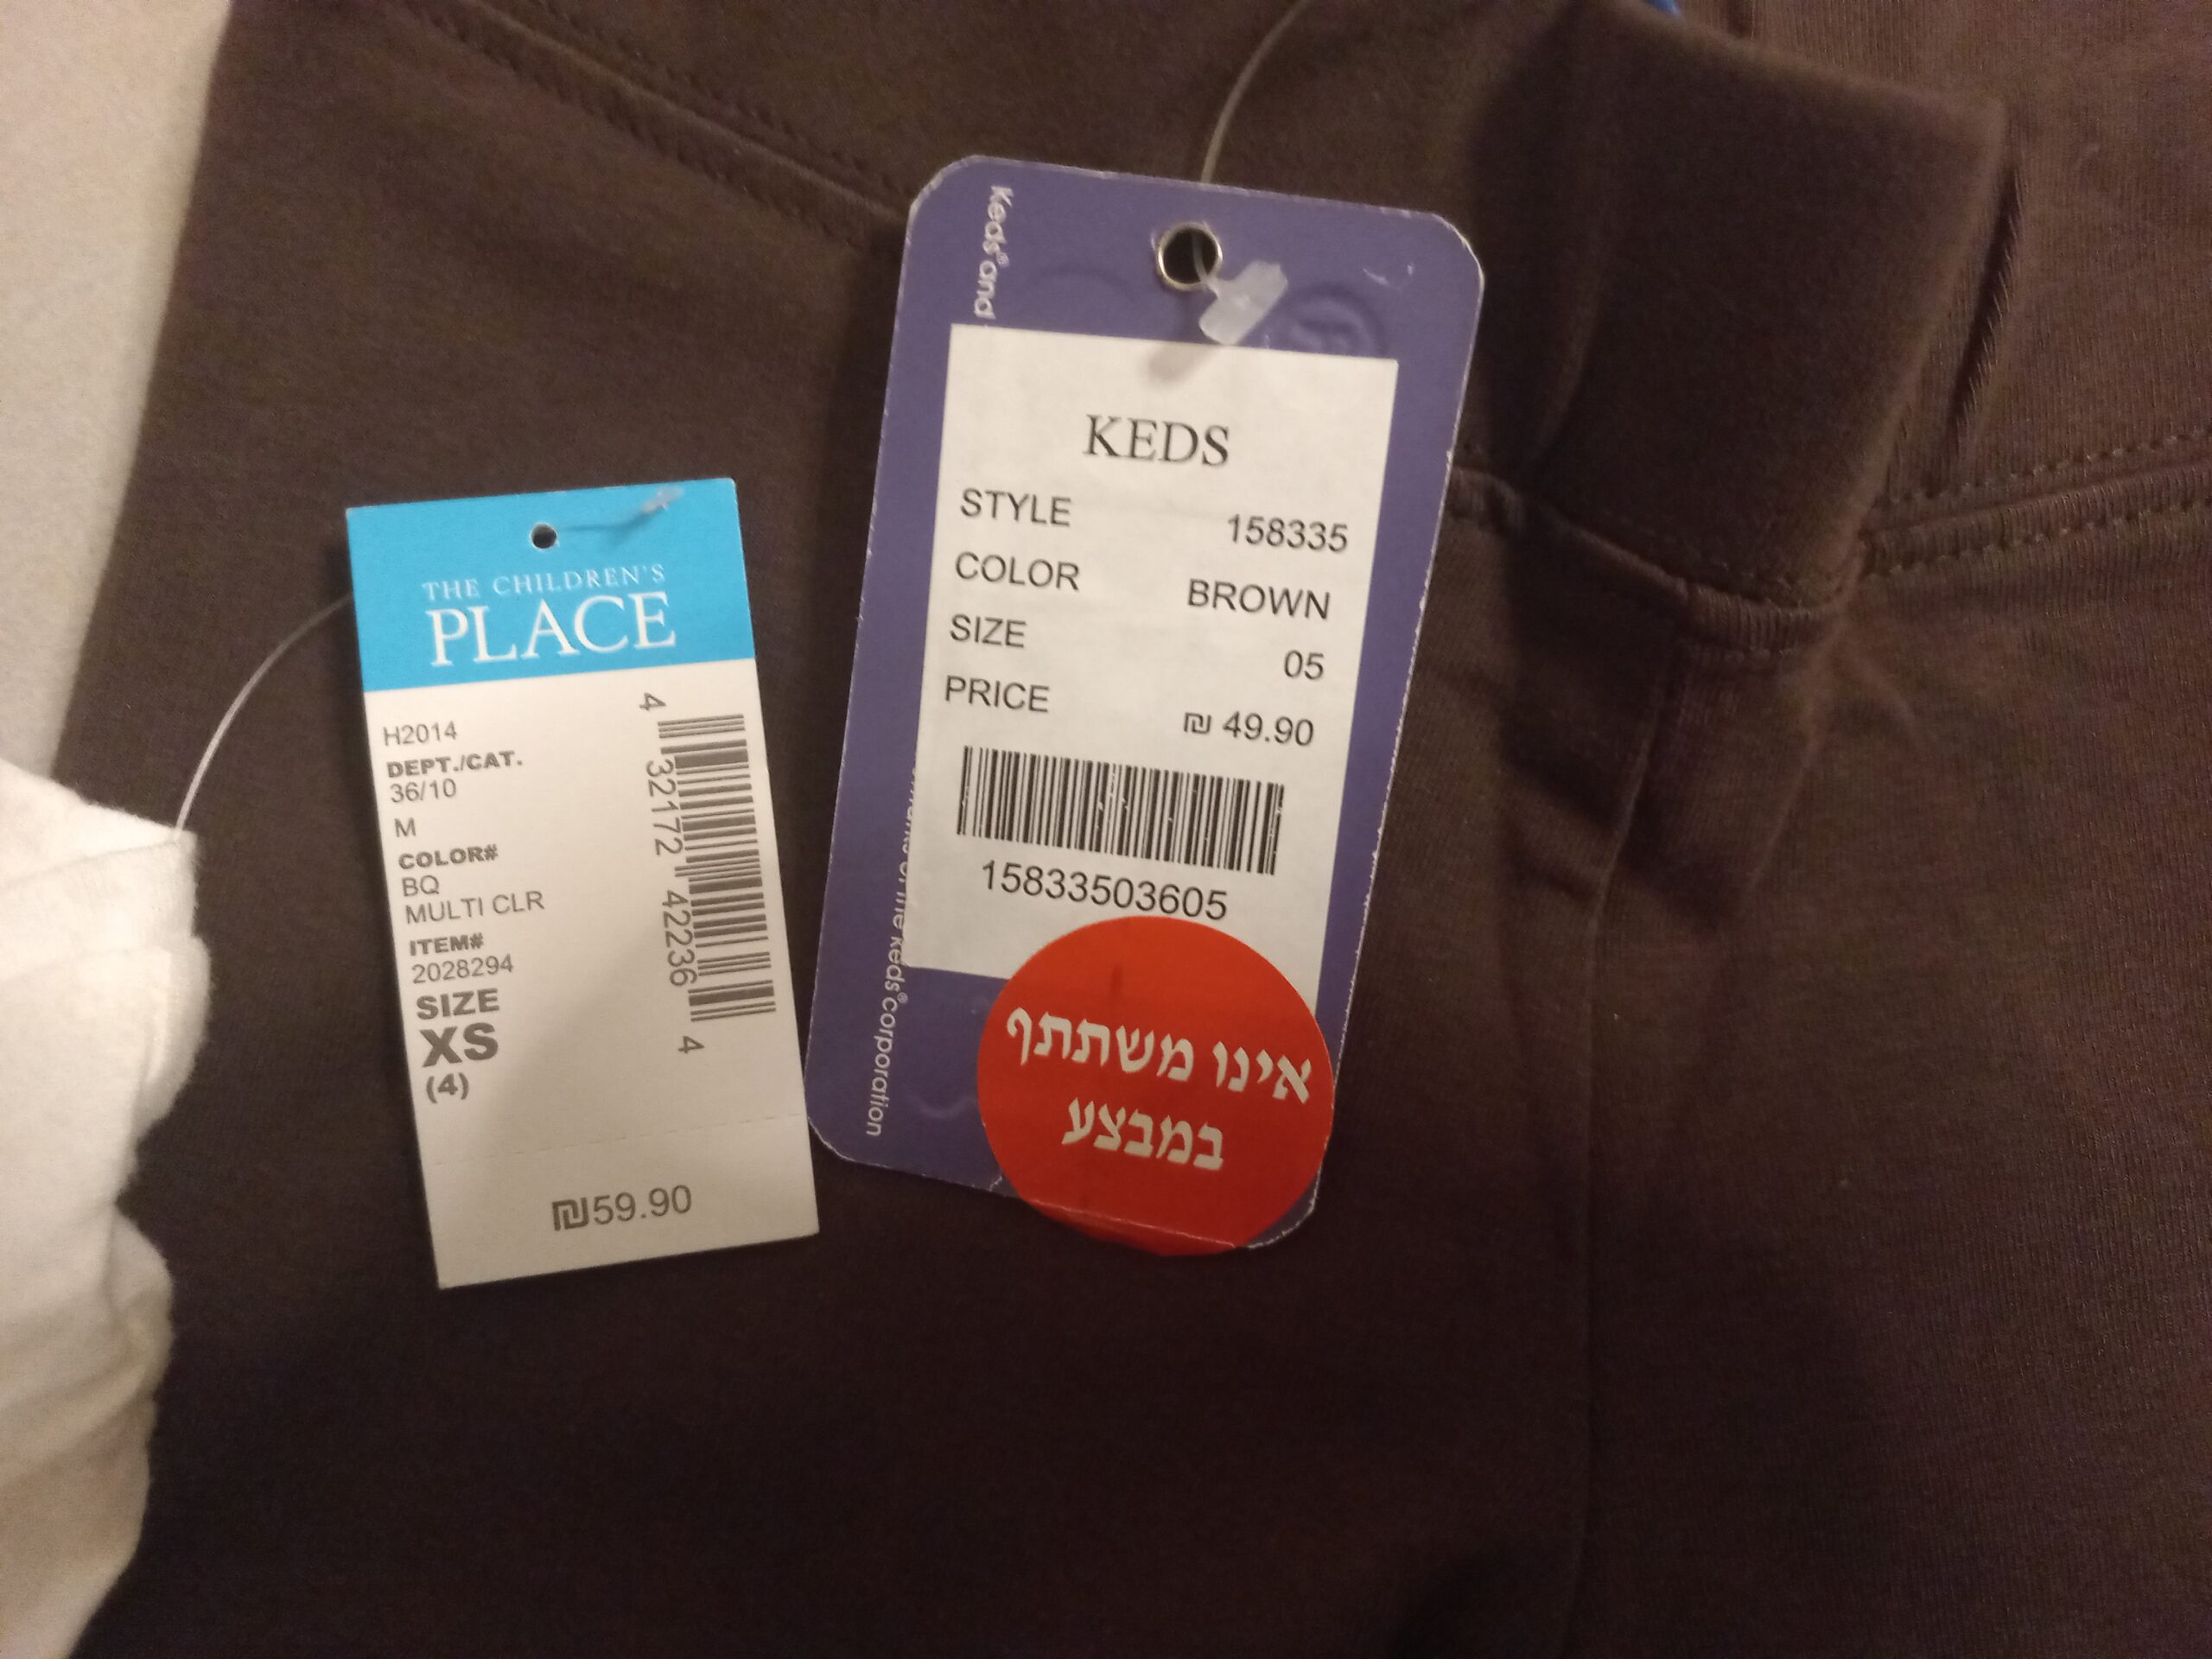 THE CHILDREN'S
PLACE
H2014
DEPT./CAT.
36/10
M
COLOR#
BQ
MULTI CLR
ITEM#
2028294
SIZE
XS
(4)
4 32172 42236 4
₪59.90
Keds® and
KEDS
STYLE 158335
COLOR BROWN
SIZE 05
PRICE ₪ 49.90
15833503605
of the keds® corporation
אינו משתתף
במבצע